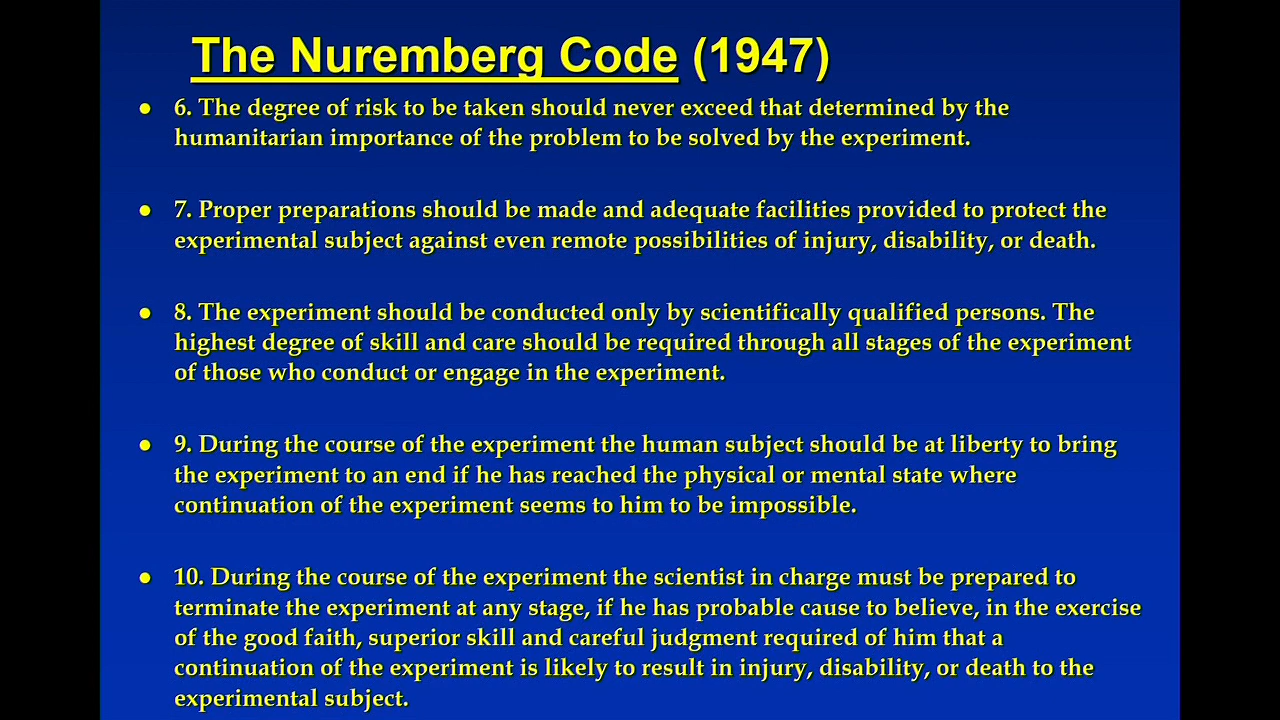 The Nuremberg Code (1947)
● 6. The degree of risk to be taken should never exceed that determined by the
humanitarian importance of the problem to be solved by the experiment.
● 7. Proper preparations should be made and adequate facilities provided to protect the
experimental subject against even remote possibilities of injury, disability, or death.
● 8. The experiment should be conducted only by scientifically qualified persons. The
highest degree of skill and care should be required through all stages of the experiment
of those who conduct or engage in the experiment.
● 9. During the course of the experiment the human subject should be at liberty to bring
the experiment to an end if he has reached the physical or mental state where
continuation of the experiment seems to him to be impossible.
● 10. During the course of the experiment the scientist in charge must be prepared to
terminate the experiment at any stage, if he has probable cause to believe, in the exercise
of the good faith, superior skill and careful judgment required of him that a
continuation of the experiment is likely to result in injury, disability, or death to the
experimental subject.